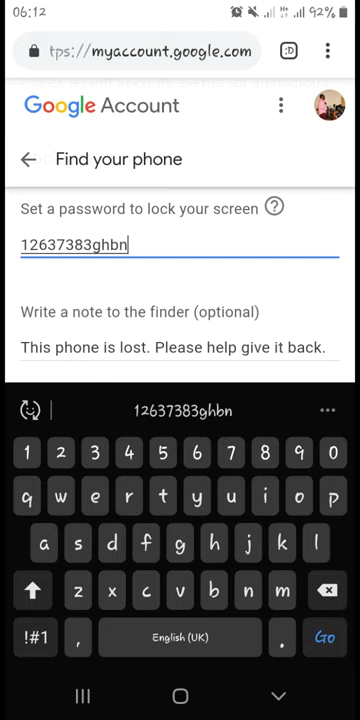 06:12
92%
tps://myaccount.google.com
:D
Google Account
Find your phone
Set a password to lock your screen ?
12637383ghbn
Write a note to the finder (optional)
This phone is lost. Please help give it back.
12637383ghbn
1 2 3 4 5 6 7 8 9 0
q w e r t y u i o p
a s d f g h j k l
z x c v b n m
!#1 , English (UK) . Go